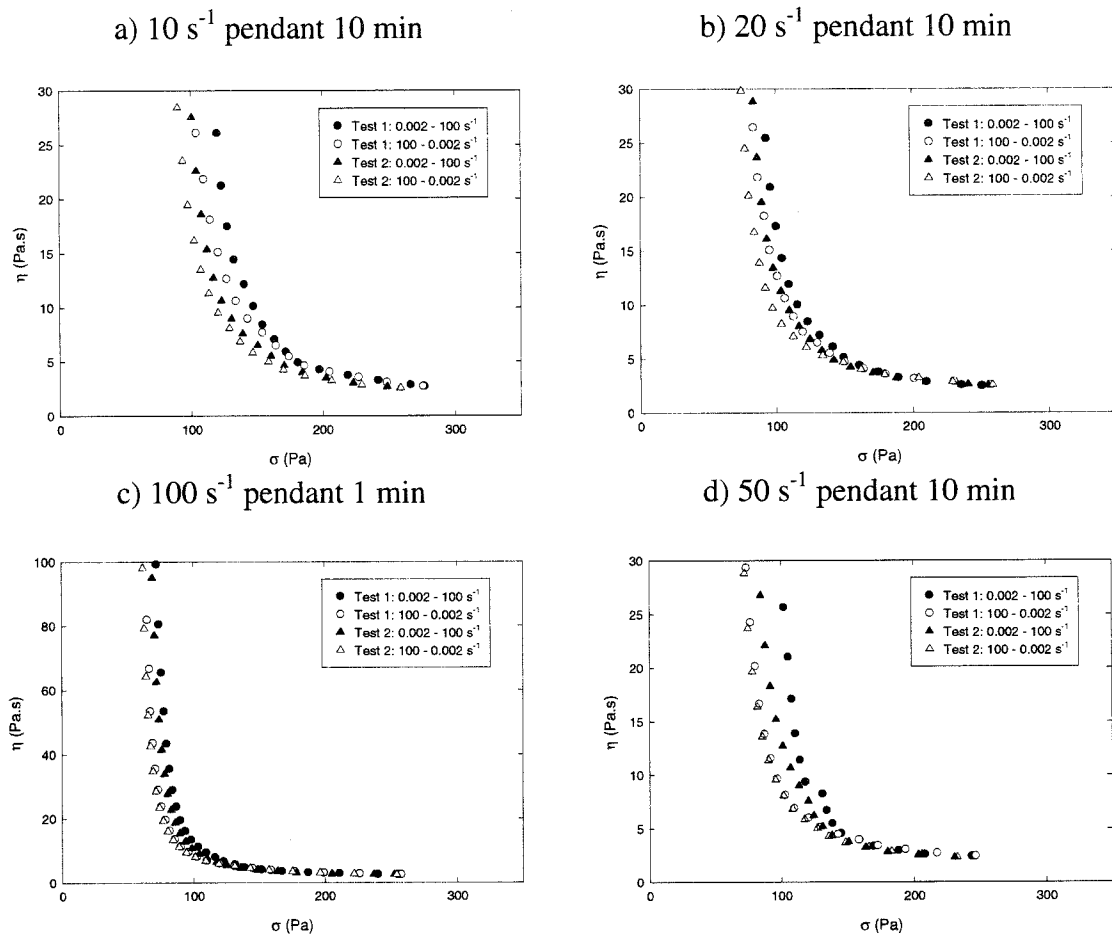 a) 10 s⁻¹ pendant 10 min
b) 20 s⁻¹ pendant 10 min
30
25
20
15
10
5
0
η (Pa.s)
Test 1: 0.002 - 100 s⁻¹
Test 1: 100 - 0.002 s⁻¹
Test 2: 0.002 - 100 s⁻¹
Test 2: 100 - 0.002 s⁻¹
0
100
200
300
σ (Pa)
30
25
20
15
10
5
0
η (Pa.s)
Test 1: 0.002 - 100 s⁻¹
Test 1: 100 - 0.002 s⁻¹
Test 2: 0.002 - 100 s⁻¹
Test 2: 100 - 0.002 s⁻¹
0
100
200
300
σ (Pa)
c) 100 s⁻¹ pendant 1 min
d) 50 s⁻¹ pendant 10 min
100
80
60
40
20
0
η (Pa.s)
Test 1: 0.002 - 100 s⁻¹
Test 1: 100 - 0.002 s⁻¹
Test 2: 0.002 - 100 s⁻¹
Test 2: 100 - 0.002 s⁻¹
0
100
200
300
σ (Pa)
30
25
20
15
10
5
0
η (Pa.s)
Test 1: 0.002 - 100 s⁻¹
Test 1: 100 - 0.002 s⁻¹
Test 2: 0.002 - 100 s⁻¹
Test 2: 100 - 0.002 s⁻¹
0
100
200
300
σ (Pa)